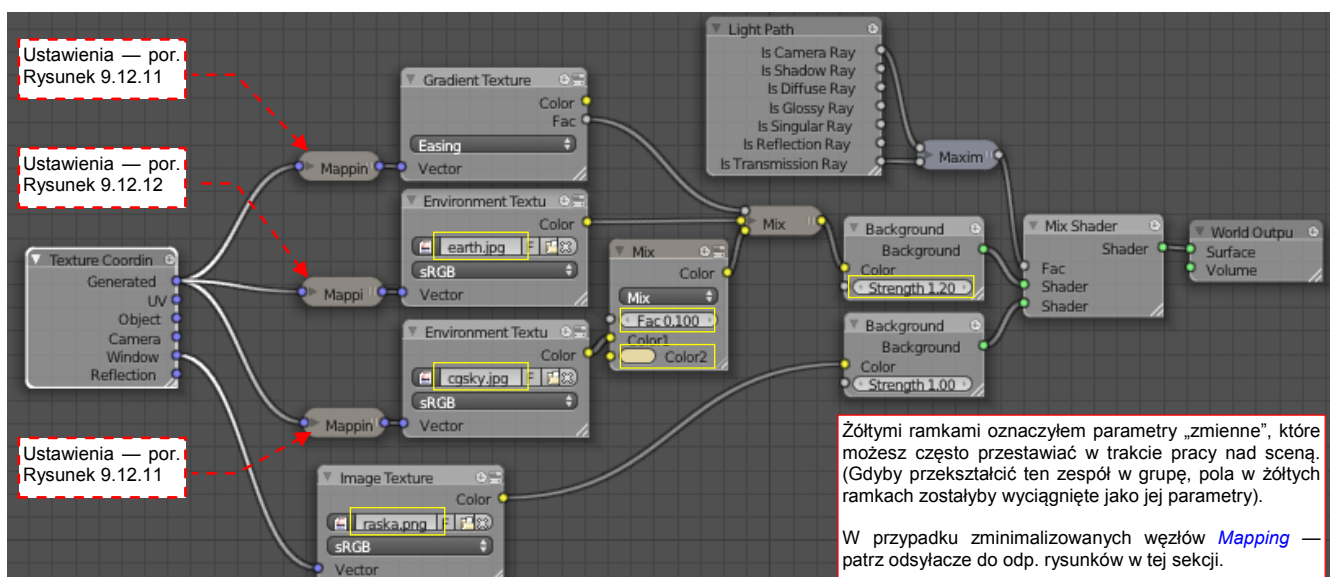 Ustawienia — por.
Rysunek 9.12.11
Ustawienia — por.
Rysunek 9.12.12
Ustawienia — por.
Rysunek 9.12.11
Texture Coordin
Generated
UV
Object
Camera
Window
Reflection
Mappin
Mappi
Mappin
Gradient Texture
Color
Fac
Easing
Vector
Environment Textu
Color
earth.jpg
F
sRGB
Vector
Environment Textu
Color
cgsky.jpg
F
sRGB
Vector
Image Texture
Color
raska.png
F
sRGB
Vector
Mix
Color
Mix
Fac 0,100
Color1
Color2
Light Path
Is Camera Ray
Is Shadow Ray
Is Diffuse Ray
Is Glossy Ray
Is Singular Ray
Is Reflection Ray
Is Transmission Ray
Maxim
Mix
Background
Background
Color
Strength 1,20
Background
Background
Color
Strength 1,00
Mix Shader
Shader
Fac
Shader
Shader
World Outpu
Surface
Volume
Żółtymi ramkami oznaczyłem parametry „zmienne”, które
możesz często przestawiać w trakcie pracy nad sceną.
(Gdyby przekształcić ten zespół w grupę, pola w żółtych
ramkach zostałyby wyciągnięte jako jej parametry).
W przypadku zminimalizowanych węzłów Mapping —
patrz odsyłacze do odp. rysunków w tej sekcji.